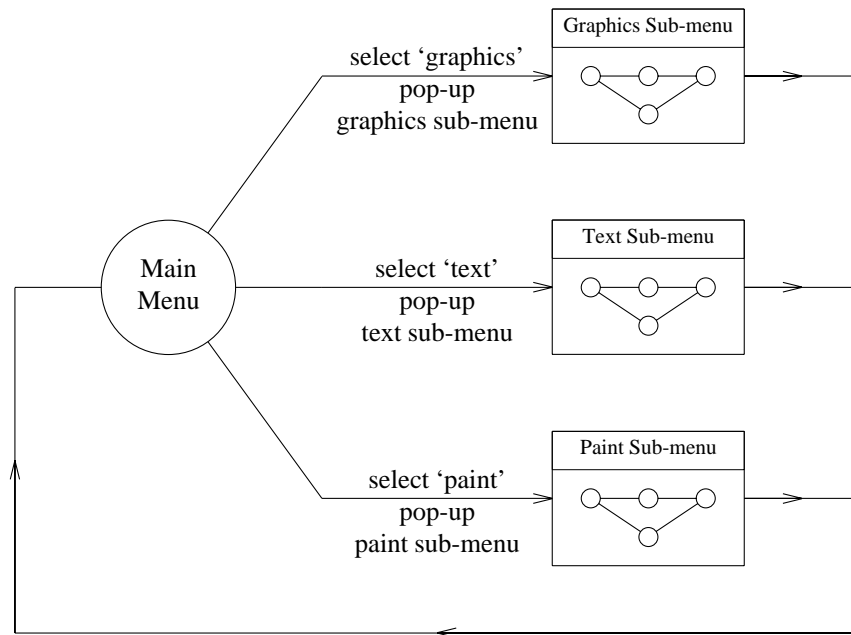 Graphics Sub-menu
select ‘graphics’
pop-up
graphics sub-menu
Main
Menu
Text Sub-menu
select ‘text’
pop-up
text sub-menu
Paint Sub-menu
select ‘paint’
pop-up
paint sub-menu